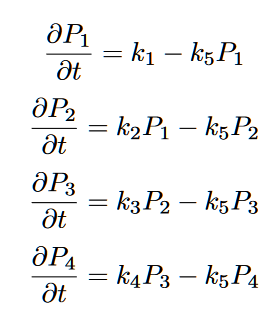 ∂P₁/∂t = k₁ − k₅P₁
∂P₂/∂t = k₂P₁ − k₅P₂
∂P₃/∂t = k₃P₂ − k₅P₃
∂P₄/∂t = k₄P₃ − k₅P₄